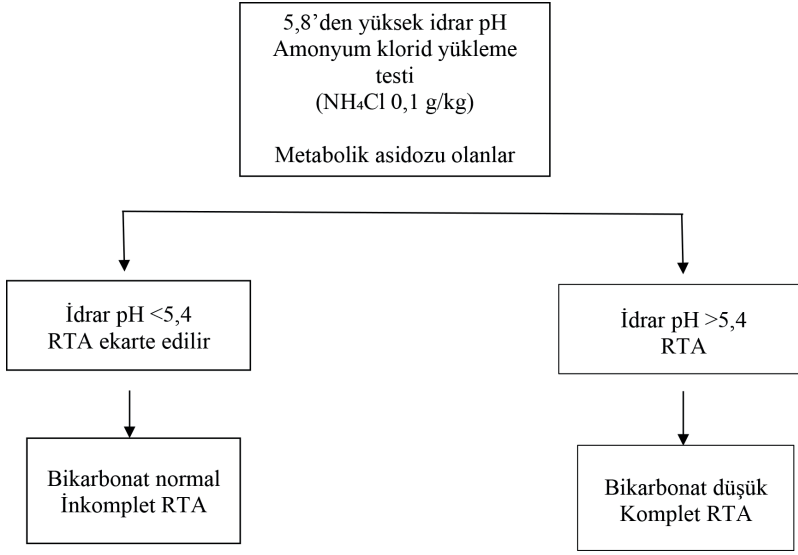 5,8’den yüksek idrar pH
Amonyum klorid yükleme
testi
(NH₄Cl 0,1 g/kg)
Metabolik asidozu olanlar
İdrar pH <5,4
RTA ekarte edilir
İdrar pH >5,4
RTA
Bikarbonat normal
İnkomplet RTA
Bikarbonat düşük
Komplet RTA